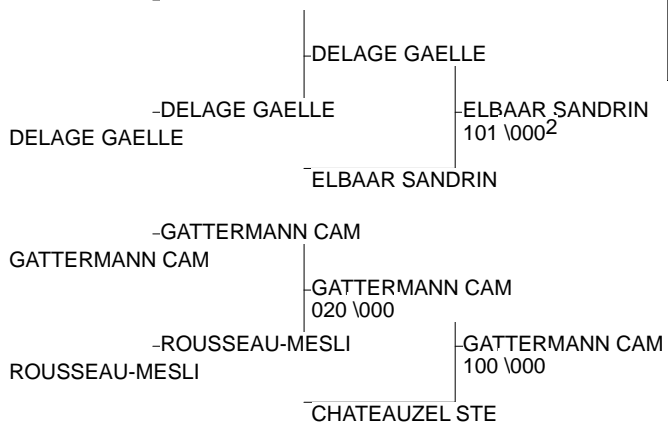 DELAGE GAELLE
DELAGE GAELLE
ELBAAR SANDRIN
101 \000²
DELAGE GAELLE
ELBAAR SANDRIN
GATTERMANN CAM
GATTERMANN CAM
GATTERMANN CAM
020 \000
ROUSSEAU-MESLI
GATTERMANN CAM
100 \000
ROUSSEAU-MESLI
CHATEAUZEL STE